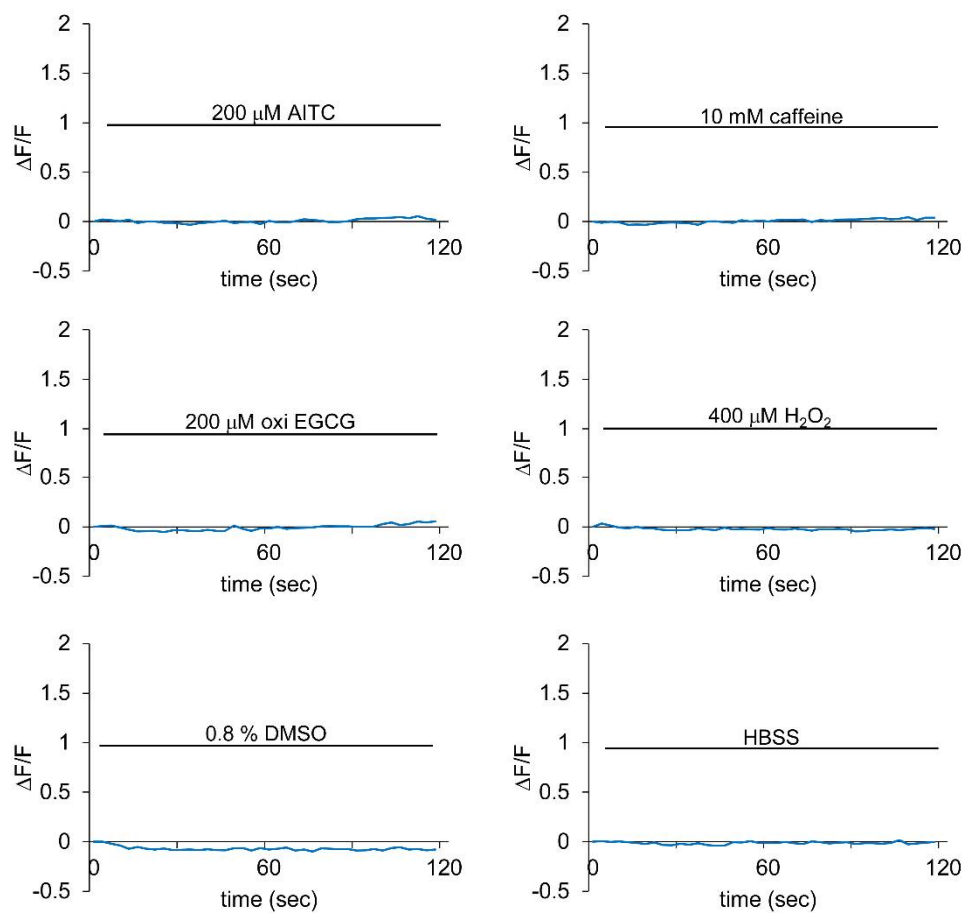 2
1.5
200 μM AITC
1
ΔF/F
0.5
0
0 60 120
-0.5
time (sec)
2
1.5
10 mM caffeine
1
ΔF/F
0.5
0
0 60 120
-0.5
time (sec)
2
1.5
200 μM oxi EGCG
1
ΔF/F
0.5
0
0 60 120
-0.5
time (sec)
2
1.5
400 μM H₂O₂
1
ΔF/F
0.5
0
0 60 120
-0.5
time (sec)
2
1.5
0.8 % DMSO
1
ΔF/F
0.5
0
0 60 120
-0.5
time (sec)
2
1.5
HBSS
1
ΔF/F
0.5
0
0 60 120
-0.5
time (sec)